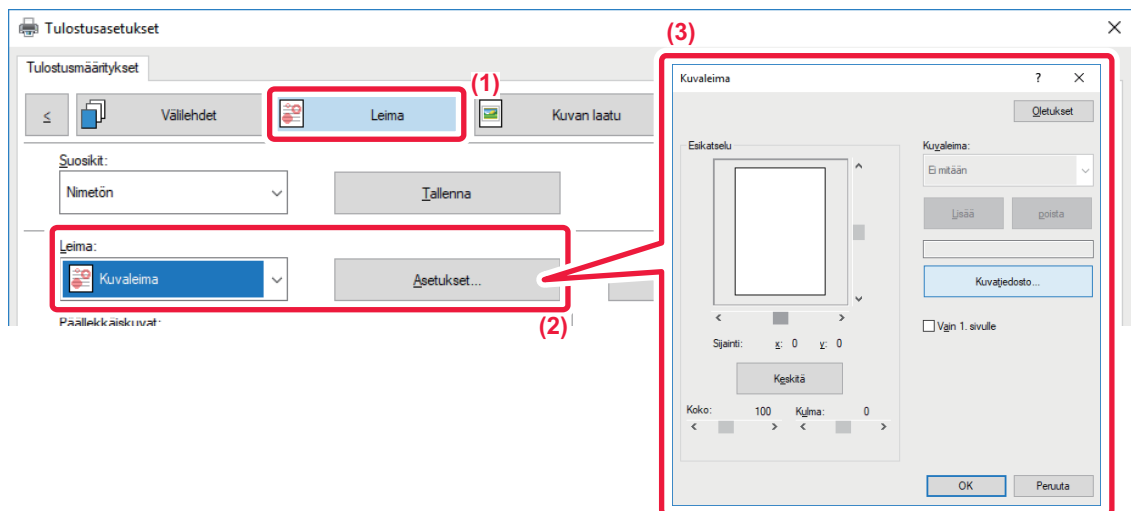 Tulostusasetukset
(3)
Tulostusmääritykset
(1)
≤ Välilehdet Leima Kuvan laatu
Suosikit:
Nimetön Tallenna
Leima:
Kuvaleima Asetukset...
Päällekkäiskuvat:
(2)
Kuvaleima ?
Oletukset
Esikatselu
Kuvaleima:
Ei mitään
Lisää poista
Kuvatiedosto...
Vain 1. sivulle
Sijainti: x: 0 y: 0
Keskitä
Koko: 100 Kulma: 0
OK Peruuta